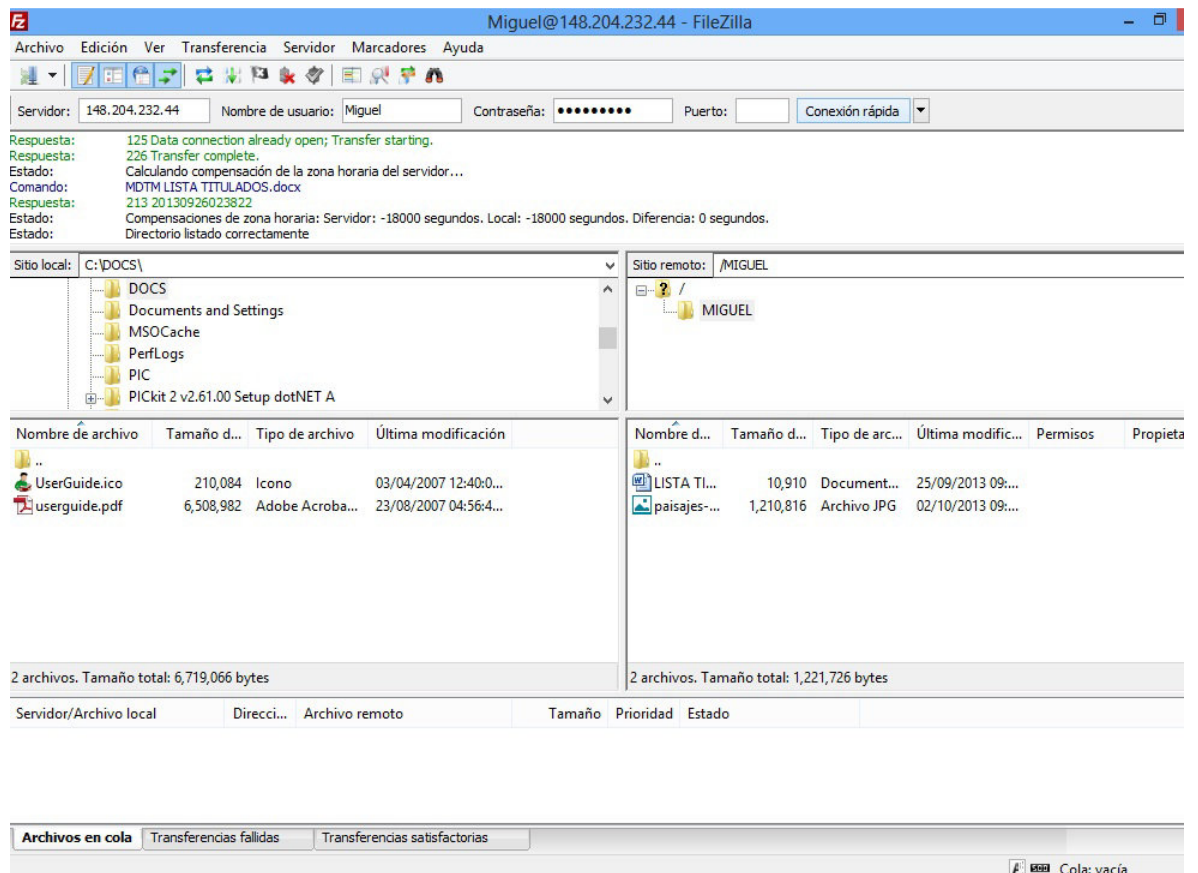 Miguel@148.204.232.44 - FileZilla
Archivo Edición Ver Transferencia Servidor Marcadores Ayuda
Servidor: 148.204.232.44 Nombre de usuario: Miguel Contraseña: ●●●●●●●●● Puerto: Conexión rápida
Respuesta: 125 Data connection already open; Transfer starting.
Respuesta: 226 Transfer complete.
Estado: Calculando compensación de la zona horaria del servidor...
Comando: MDTM LISTA TITULADOS.docx
Respuesta: 213 20130926023822
Estado: Compensaciones de zona horaria: Servidor: -18000 segundos. Local: -18000 segundos. Diferencia: 0 segundos.
Estado: Directorio listado correctamente
Sitio local: C:\DOCS\
DOCS
Documents and Settings
MSOCache
PerfLogs
PIC
PICkit 2 v2.61.00 Setup dotNET A
Sitio remoto: /MIGUEL
/
MIGUEL
Nombre de archivo Tamaño d... Tipo de archivo Última modificación
..
UserGuide.ico 210,084 Icono 03/04/2007 12:40:0...
userguide.pdf 6,508,982 Adobe Acroba... 23/08/2007 04:56:4...
2 archivos. Tamaño total: 6,719,066 bytes
Nombre d... Tamaño d... Tipo de arc... Última modific... Permisos Propieta
..
LISTA TI... 10,910 Document... 25/09/2013 09:...
paisajes-... 1,210,816 Archivo JPG 02/10/2013 09:...
2 archivos. Tamaño total: 1,221,726 bytes
Servidor/Archivo local Direcci... Archivo remoto Tamaño Prioridad Estado
Archivos en cola Transferencias fallidas Transferencias satisfactorias
Cola: vacía